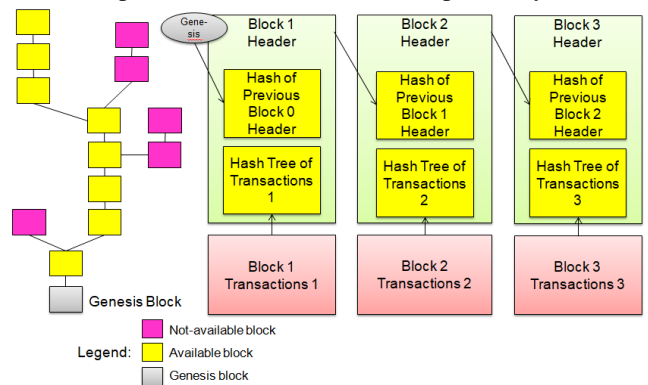 Gene-
sis
Block 1
Header
Hash of
Previous
Block 0
Header
Hash Tree of
Transactions
1
Block 1
Transactions 1
Block 2
Header
Hash of
Previous
Block 1
Header
Hash Tree of
Transactions
2
Block 2
Transactions 2
Block 3
Header
Hash of
Previous
Block 2
Header
Hash Tree of
Transactions
3
Block 3
Transactions 3
Genesis Block
Legend:
Not-available block
Available block
Genesis block